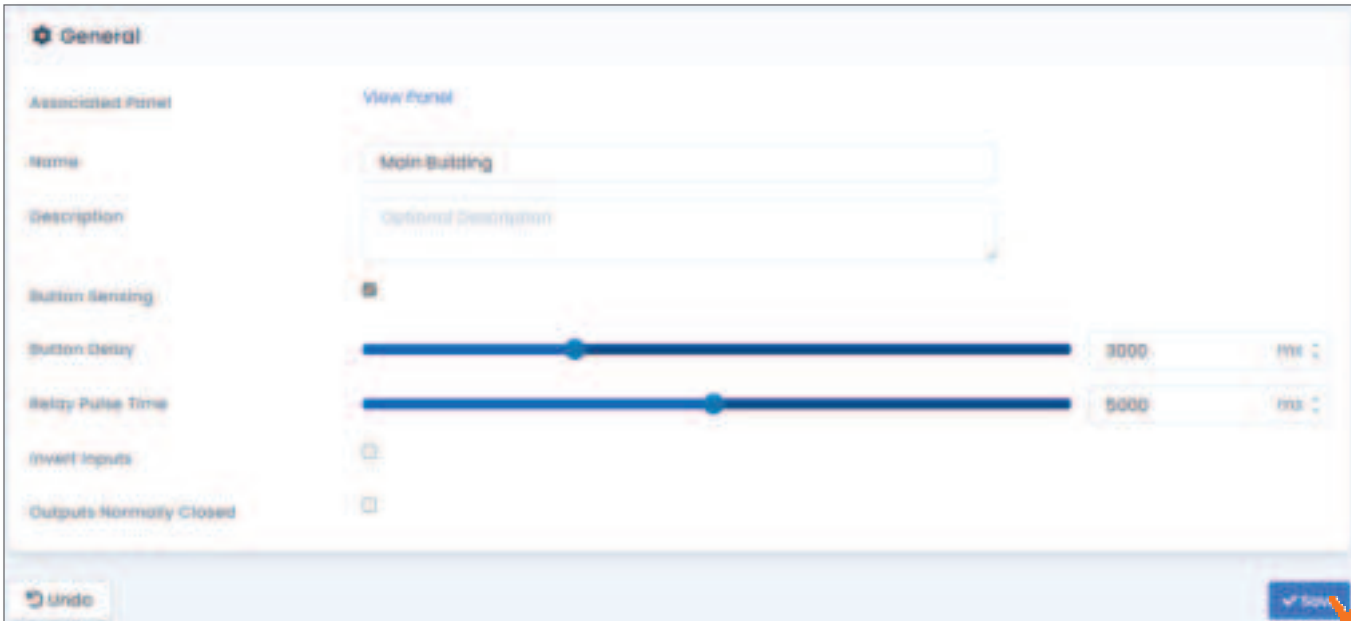 General
Associated Panel View Panel
Name Main Building
Description Optional Description
Button Sensing
Button Delay 3000 ms
Relay Pulse Time 5000 ms
Invert Inputs
Outputs Normally Closed
Undo Save